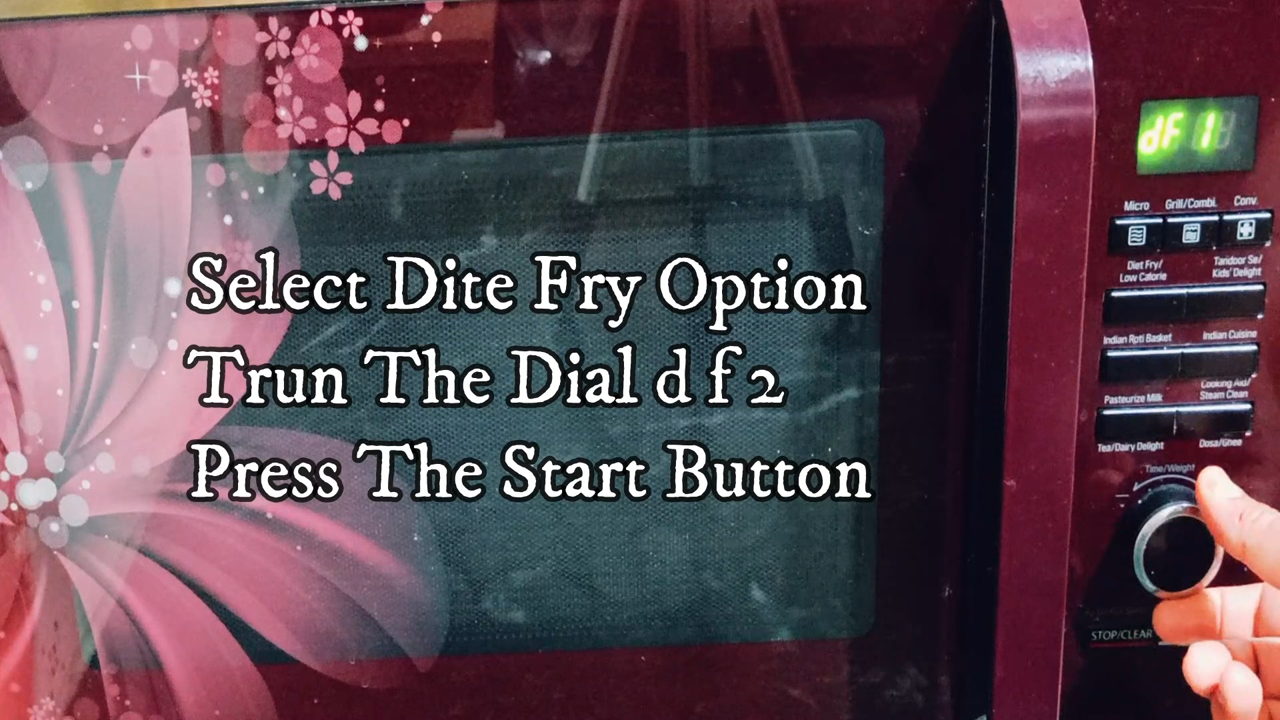 dF 1
Micro Grill/Combi. Conv.
Diet Fry/ Low Calorie
Tandoor Se/ Kids' Delight
Select Dite Fry Option
Trun The Dial d f 2
Press The Start Button
Indian Roti Basket Indian Cuisine
Pasteurize Milk
Cooking Aid/ Steam Clean
Tea/Dairy Delight Dosa/Ghee
Time/Weight
STOP/CLEAR